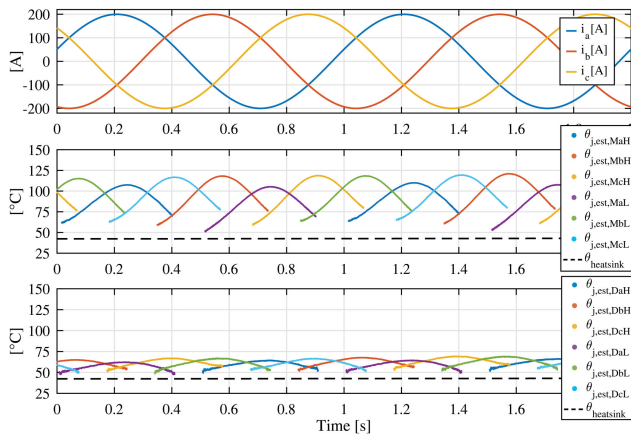 200
100
0
-100
-200
[A]
0 0.2 0.4 0.6 0.8 1 1.2 1.4 1.6
i_a[A]
i_b[A]
i_c[A]
150
125
100
75
50
25
[°C]
0 0.2 0.4 0.6 0.8 1 1.2 1.4 1.6
θ_j,est,MaH
θ_j,est,MbH
θ_j,est,McH
θ_j,est,MaL
θ_j,est,MbL
θ_j,est,McL
θ_heatsink
150
125
100
75
50
25
[°C]
0 0.2 0.4 0.6 0.8 1 1.2 1.4 1.6
Time [s]
θ_j,est,DaH
θ_j,est,DbH
θ_j,est,DcH
θ_j,est,DaL
θ_j,est,DbL
θ_j,est,DcL
θ_heatsink